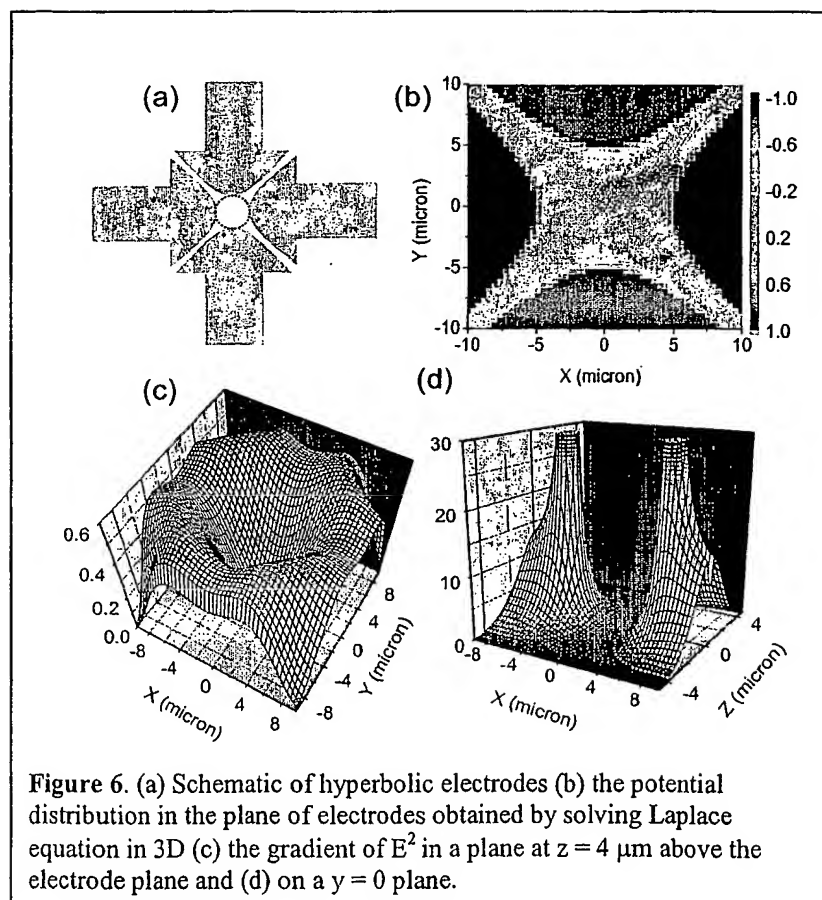 (a)
(b)
10
5
0
-5
-10
Y (micron)
-10 -5 0 5 10
X (micron)
-1.0
-0.6
-0.2
0.2
0.6
1.0
(c)
0.6
0.4
0.2
0.0
-8 -4 0 4 8
X (micron)
-8 -4 0 4 8
Y (micron)
(d)
30
20
10
0
-8 -4 0 4 8
X (micron)
-4 0 4
Z (micron)
Figure 6. (a) Schematic of hyperbolic electrodes (b) the potential
distribution in the plane of electrodes obtained by solving Laplace
equation in 3D (c) the gradient of E² in a plane at z = 4 μm above the
electrode plane and (d) on a y = 0 plane.